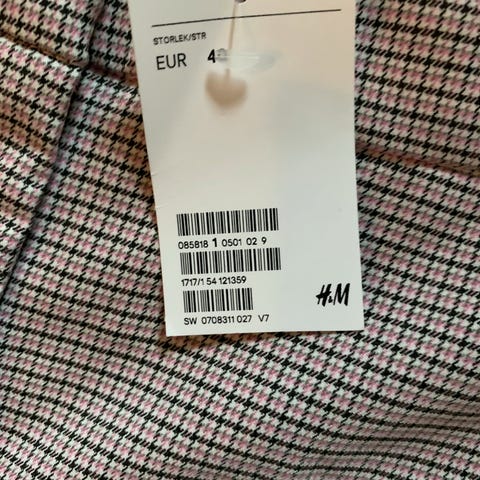 STORLEK/STR
EUR 4
085818 1 0501 02 9
1717/1 54 121359
H&M
SW 0708311 027 V7